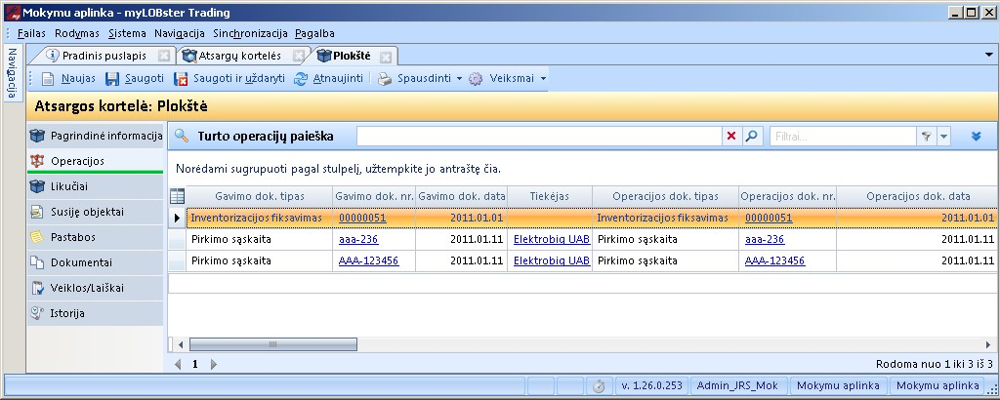 Mokymu aplinka - myLOBster Trading
Failas Rodymas Sistema Navigacija Sinchronizacija Pagalba
Navigacija
Pradinis puslapis Atsargų kortelės Plokštė
Naujas Saugoti Saugoti ir uždaryti Atnaujinti Spausdinti Veiksmai
Atsargos kortelė: Plokštė
Pagrindinė informacija
Operacijos
Likučiai
Susiję objektai
Pastabos
Dokumentai
Veiklos/Laiškai
Istorija
Turto operacijų paieška Filtrai...
Norėdami sugrupuoti pagal stulpelį, užtempkite jo antraštę čia.
Gavimo dok. tipas Gavimo dok. nr. Gavimo dok. data Tiekėjas Operacijos dok. tipas Operacijos dok. nr. Operacijos dok. data
Inventorizacijos fiksavimas 00000051 2011.01.01 Inventorizacijos fiksavimas 00000051 2011.01.01
Pirkimo sąskaita aaa-236 2011.01.11 Elektrobig UAB Pirkimo sąskaita aaa-236 2011.01.11
Pirkimo sąskaita AAA-123456 2011.01.11 Elektrobig UAB Pirkimo sąskaita AAA-123456 2011.01.11
1 Rodoma nuo 1 iki 3 iš 3
v. 1.26.0.253 Admin_JRS_Mok Mokymu aplinka Mokymu aplinka